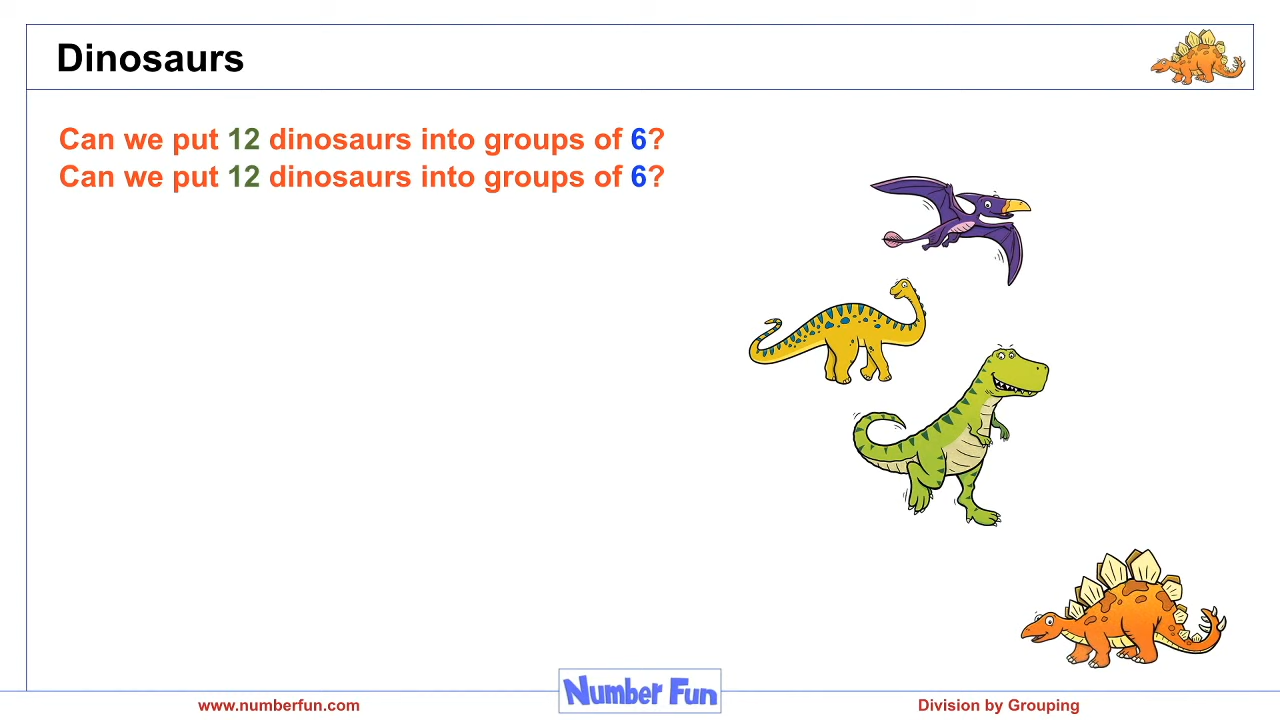 Dinosaurs
Can we put 12 dinosaurs into groups of 6?
Can we put 12 dinosaurs into groups of 6?
www.numberfun.com
Number Fun
Division by Grouping